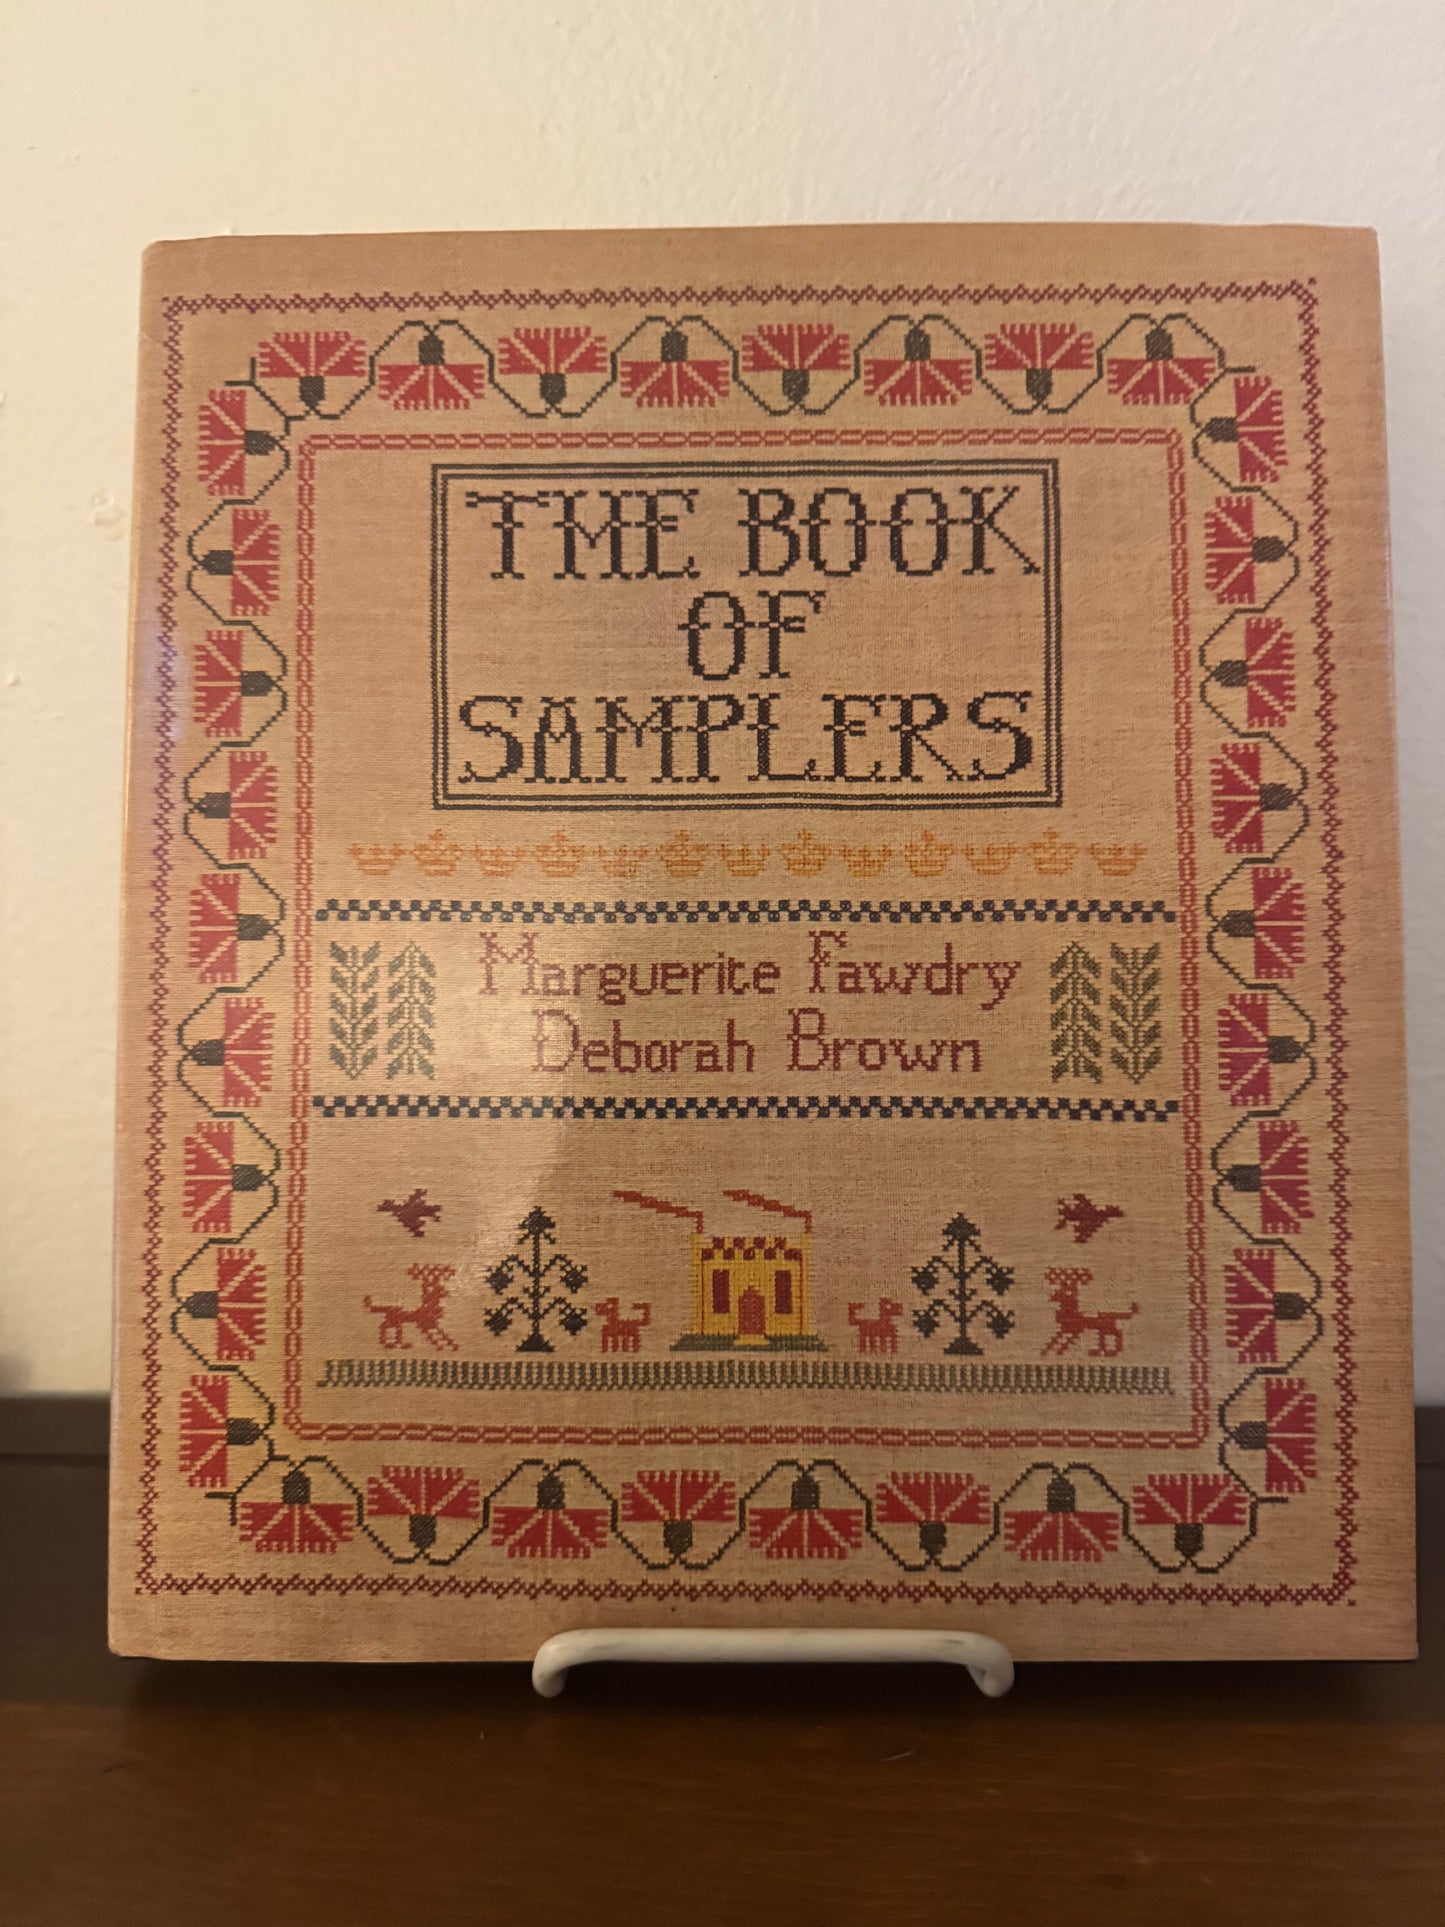 THE BOOK
OF
SAMPLERS
Marguerite Fawdry
Deborah Brown